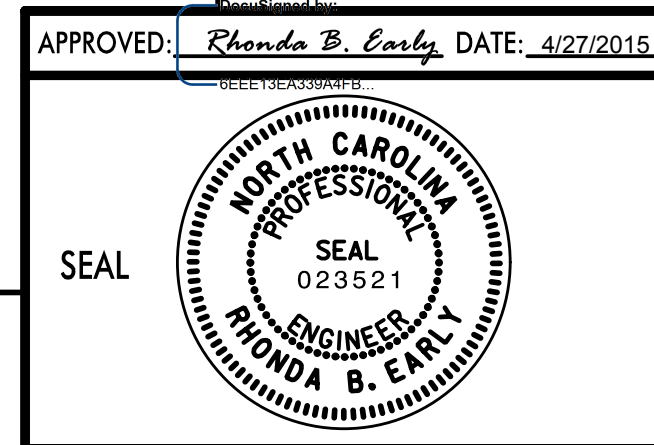 DocuSigned by:
APPROVED: Rhonda B. Early DATE: 4/27/2015
6EEE13EA339A4FB...
SEAL
NORTH CAROLINA
PROFESSIONAL
SEAL
023521
ENGINEER
RHONDA B. EARLY